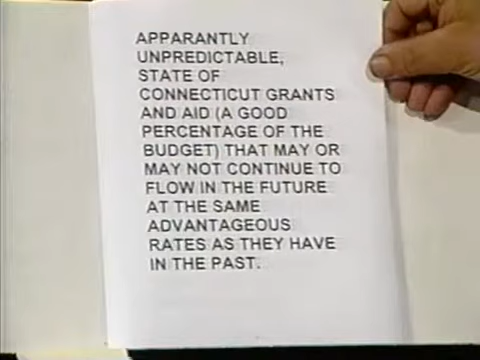 APPARANTLY
UNPREDICTABLE,
STATE OF
CONNECTICUT GRANTS
AND AID (A GOOD
PERCENTAGE OF THE
BUDGET) THAT MAY OR
MAY NOT CONTINUE TO
FLOW IN THE FUTURE
AT THE SAME
ADVANTAGEOUS
RATES AS THEY HAVE
IN THE PAST.